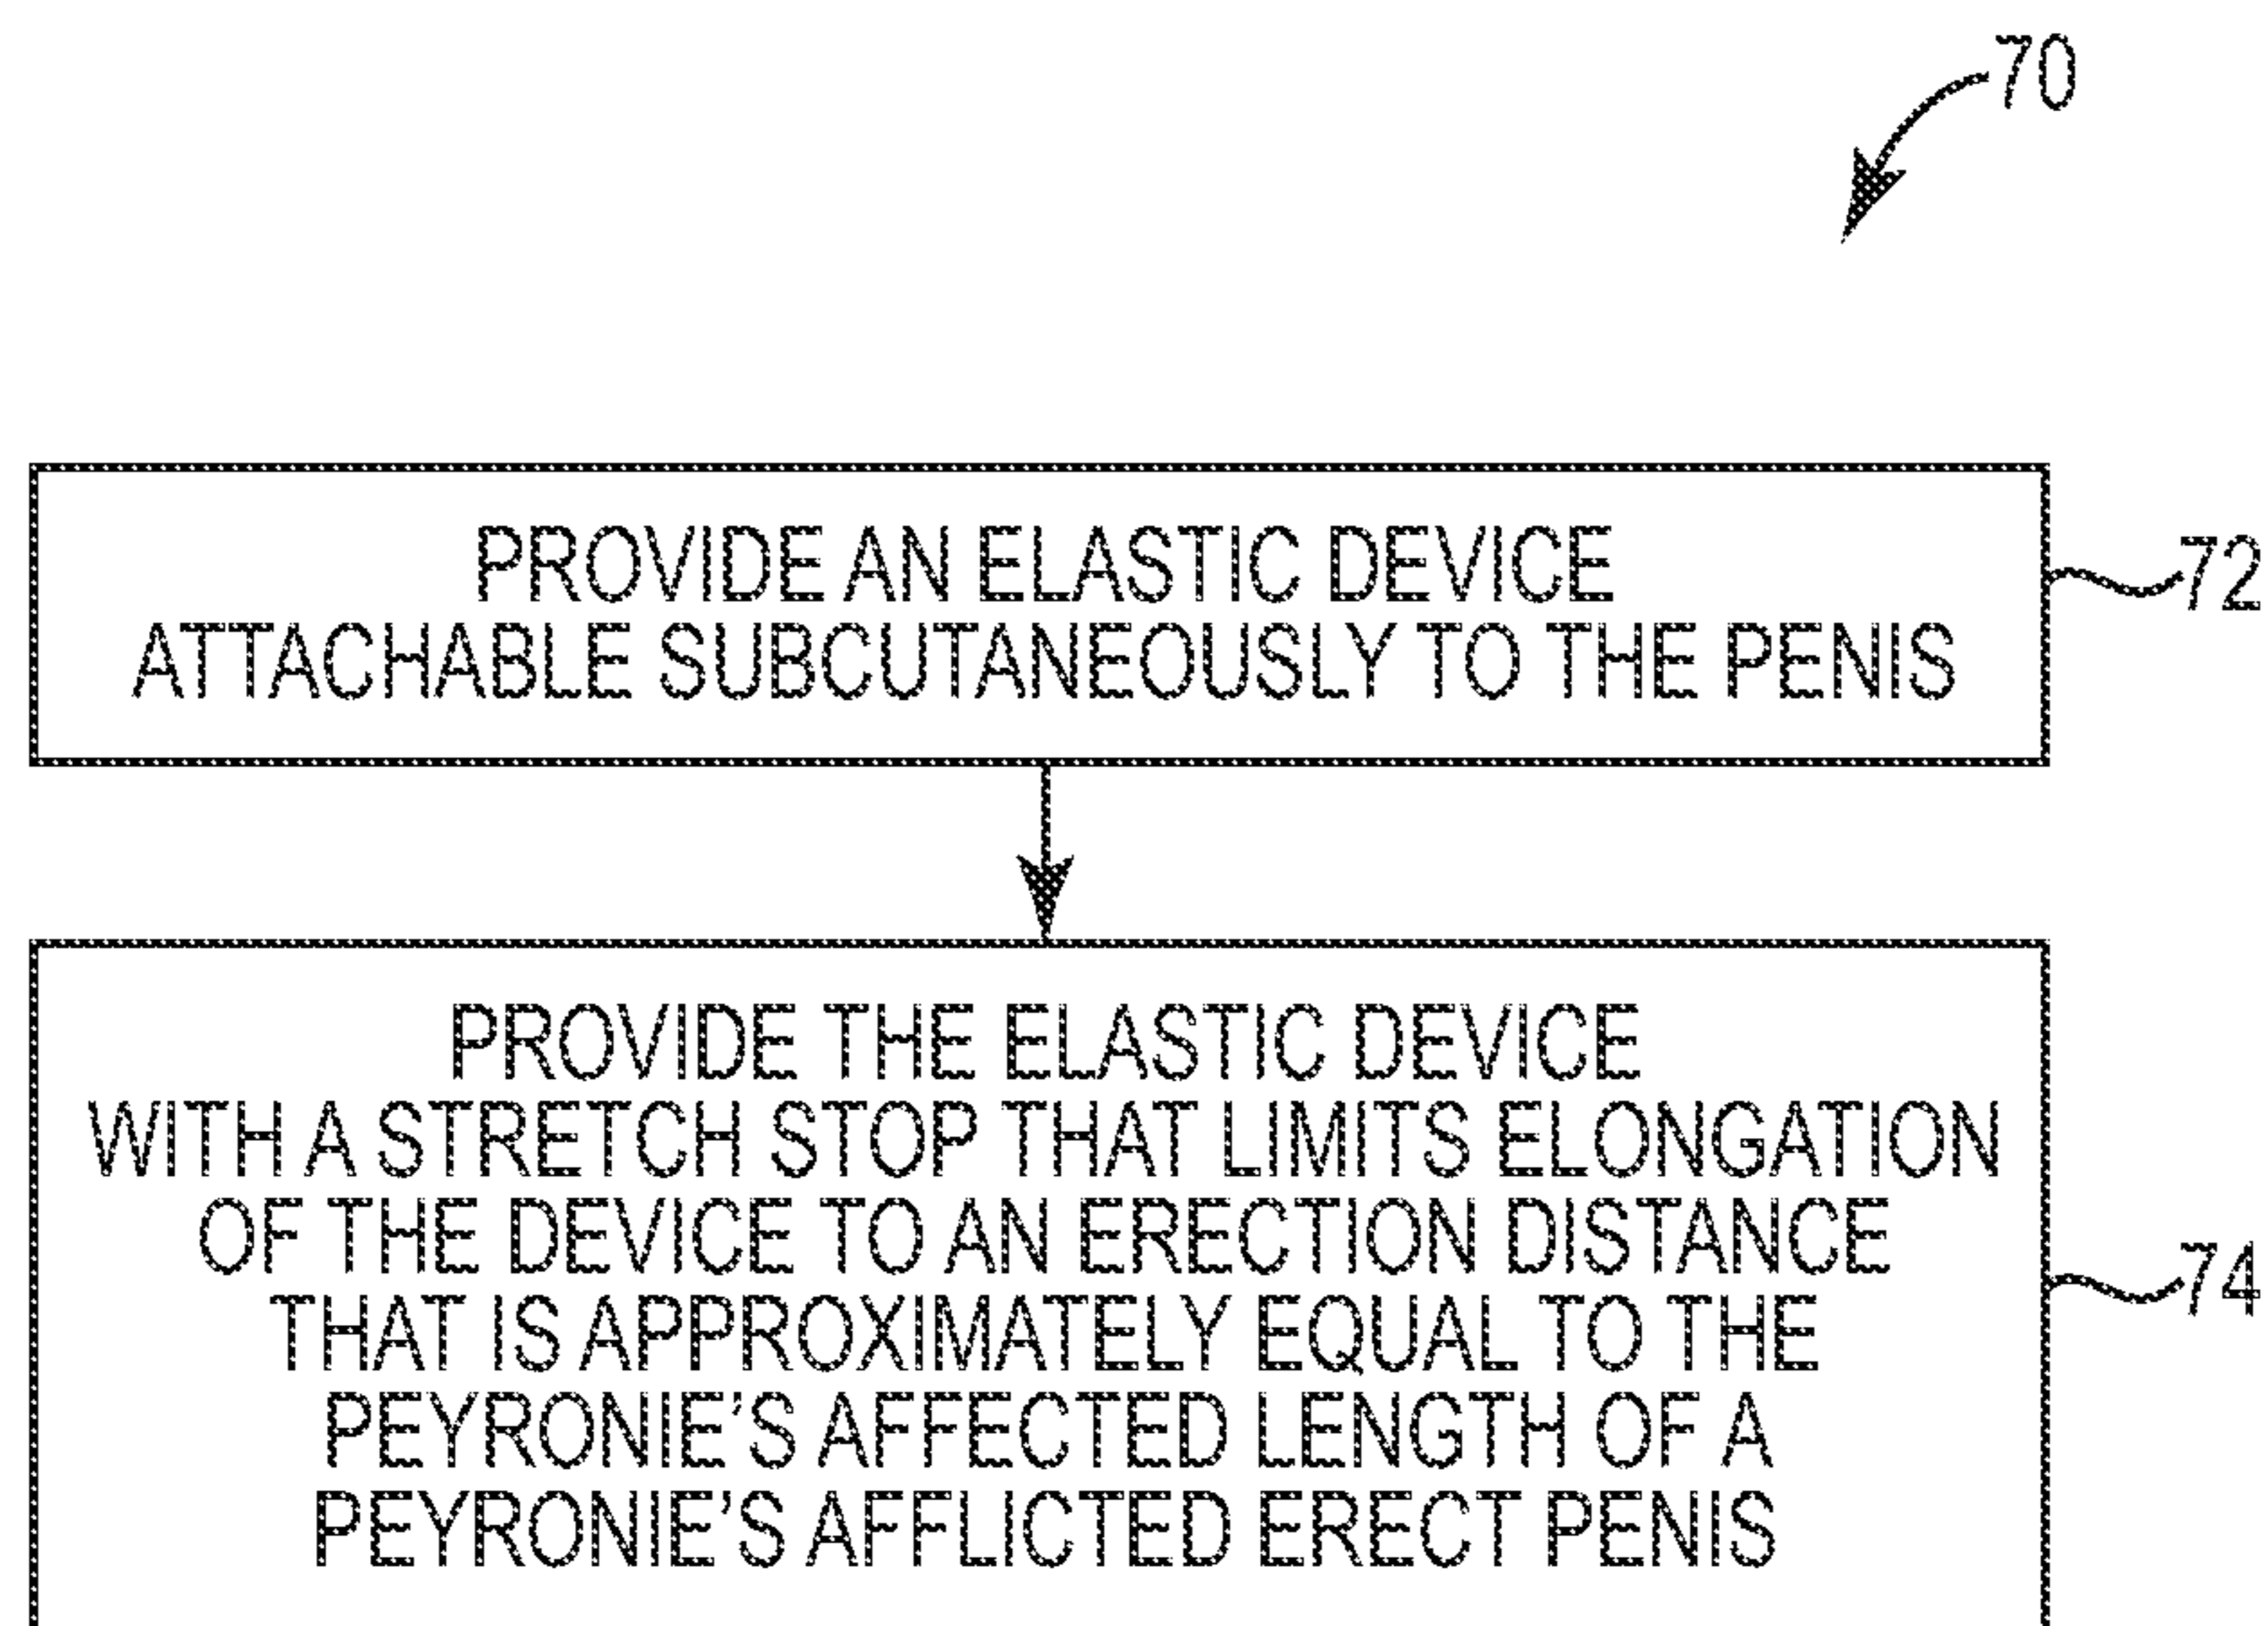 70
PROVIDE AN ELASTIC DEVICE
ATTACHABLE SUBCUTANEOUSLY TO THE PENIS
72
PROVIDE THE ELASTIC DEVICE
WITH A STRETCH STOP THAT LIMITS ELONGATION
OF THE DEVICE TO AN ERECTION DISTANCE
THAT IS APPROXIMATELY EQUAL TO THE
PEYRONIE'S AFFECTED LENGTH OF A
PEYRONIE'S AFFLICTED ERECT PENIS
74